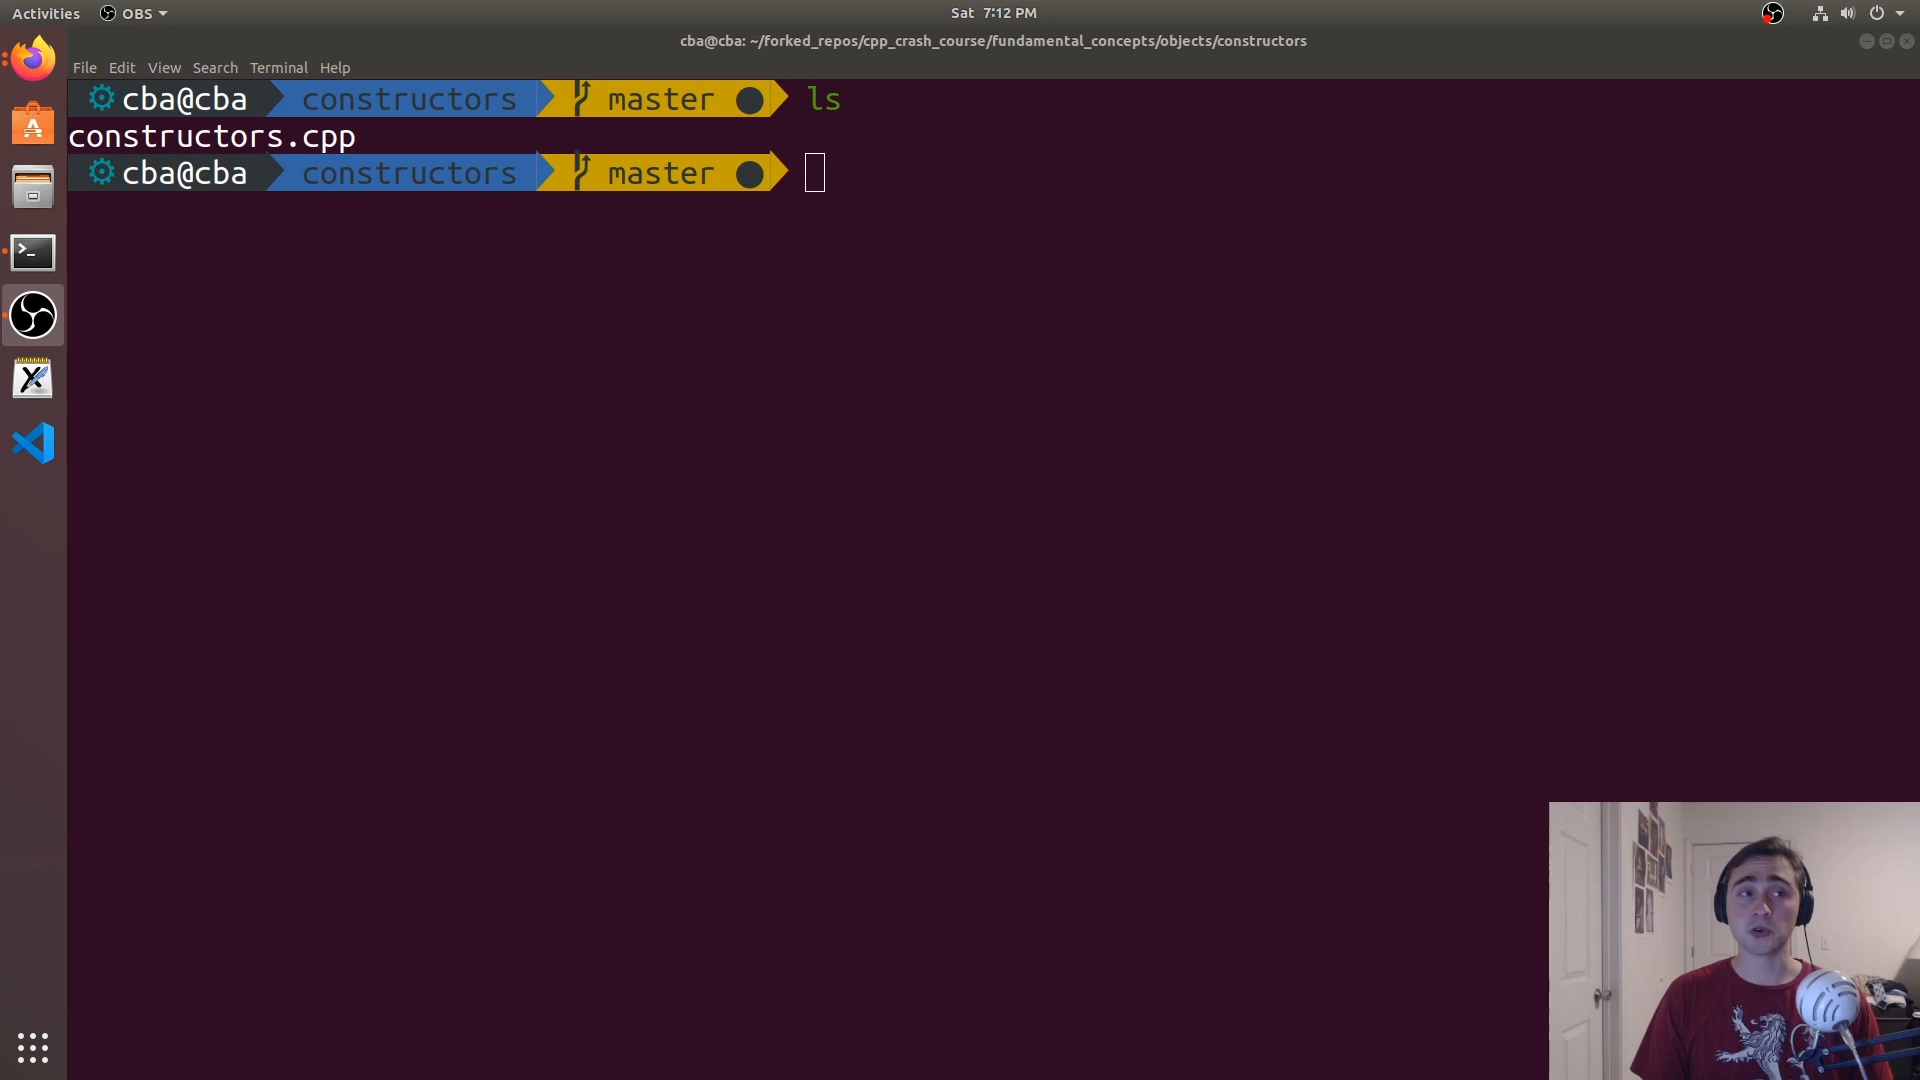 Activities OBS Sat 7:12 PM
cba@cba: ~/forked_repos/cpp_crash_course/fundamental_concepts/objects/constructors
File Edit View Search Terminal Help
cba@cba constructors master ls
constructors.cpp
cba@cba constructors master